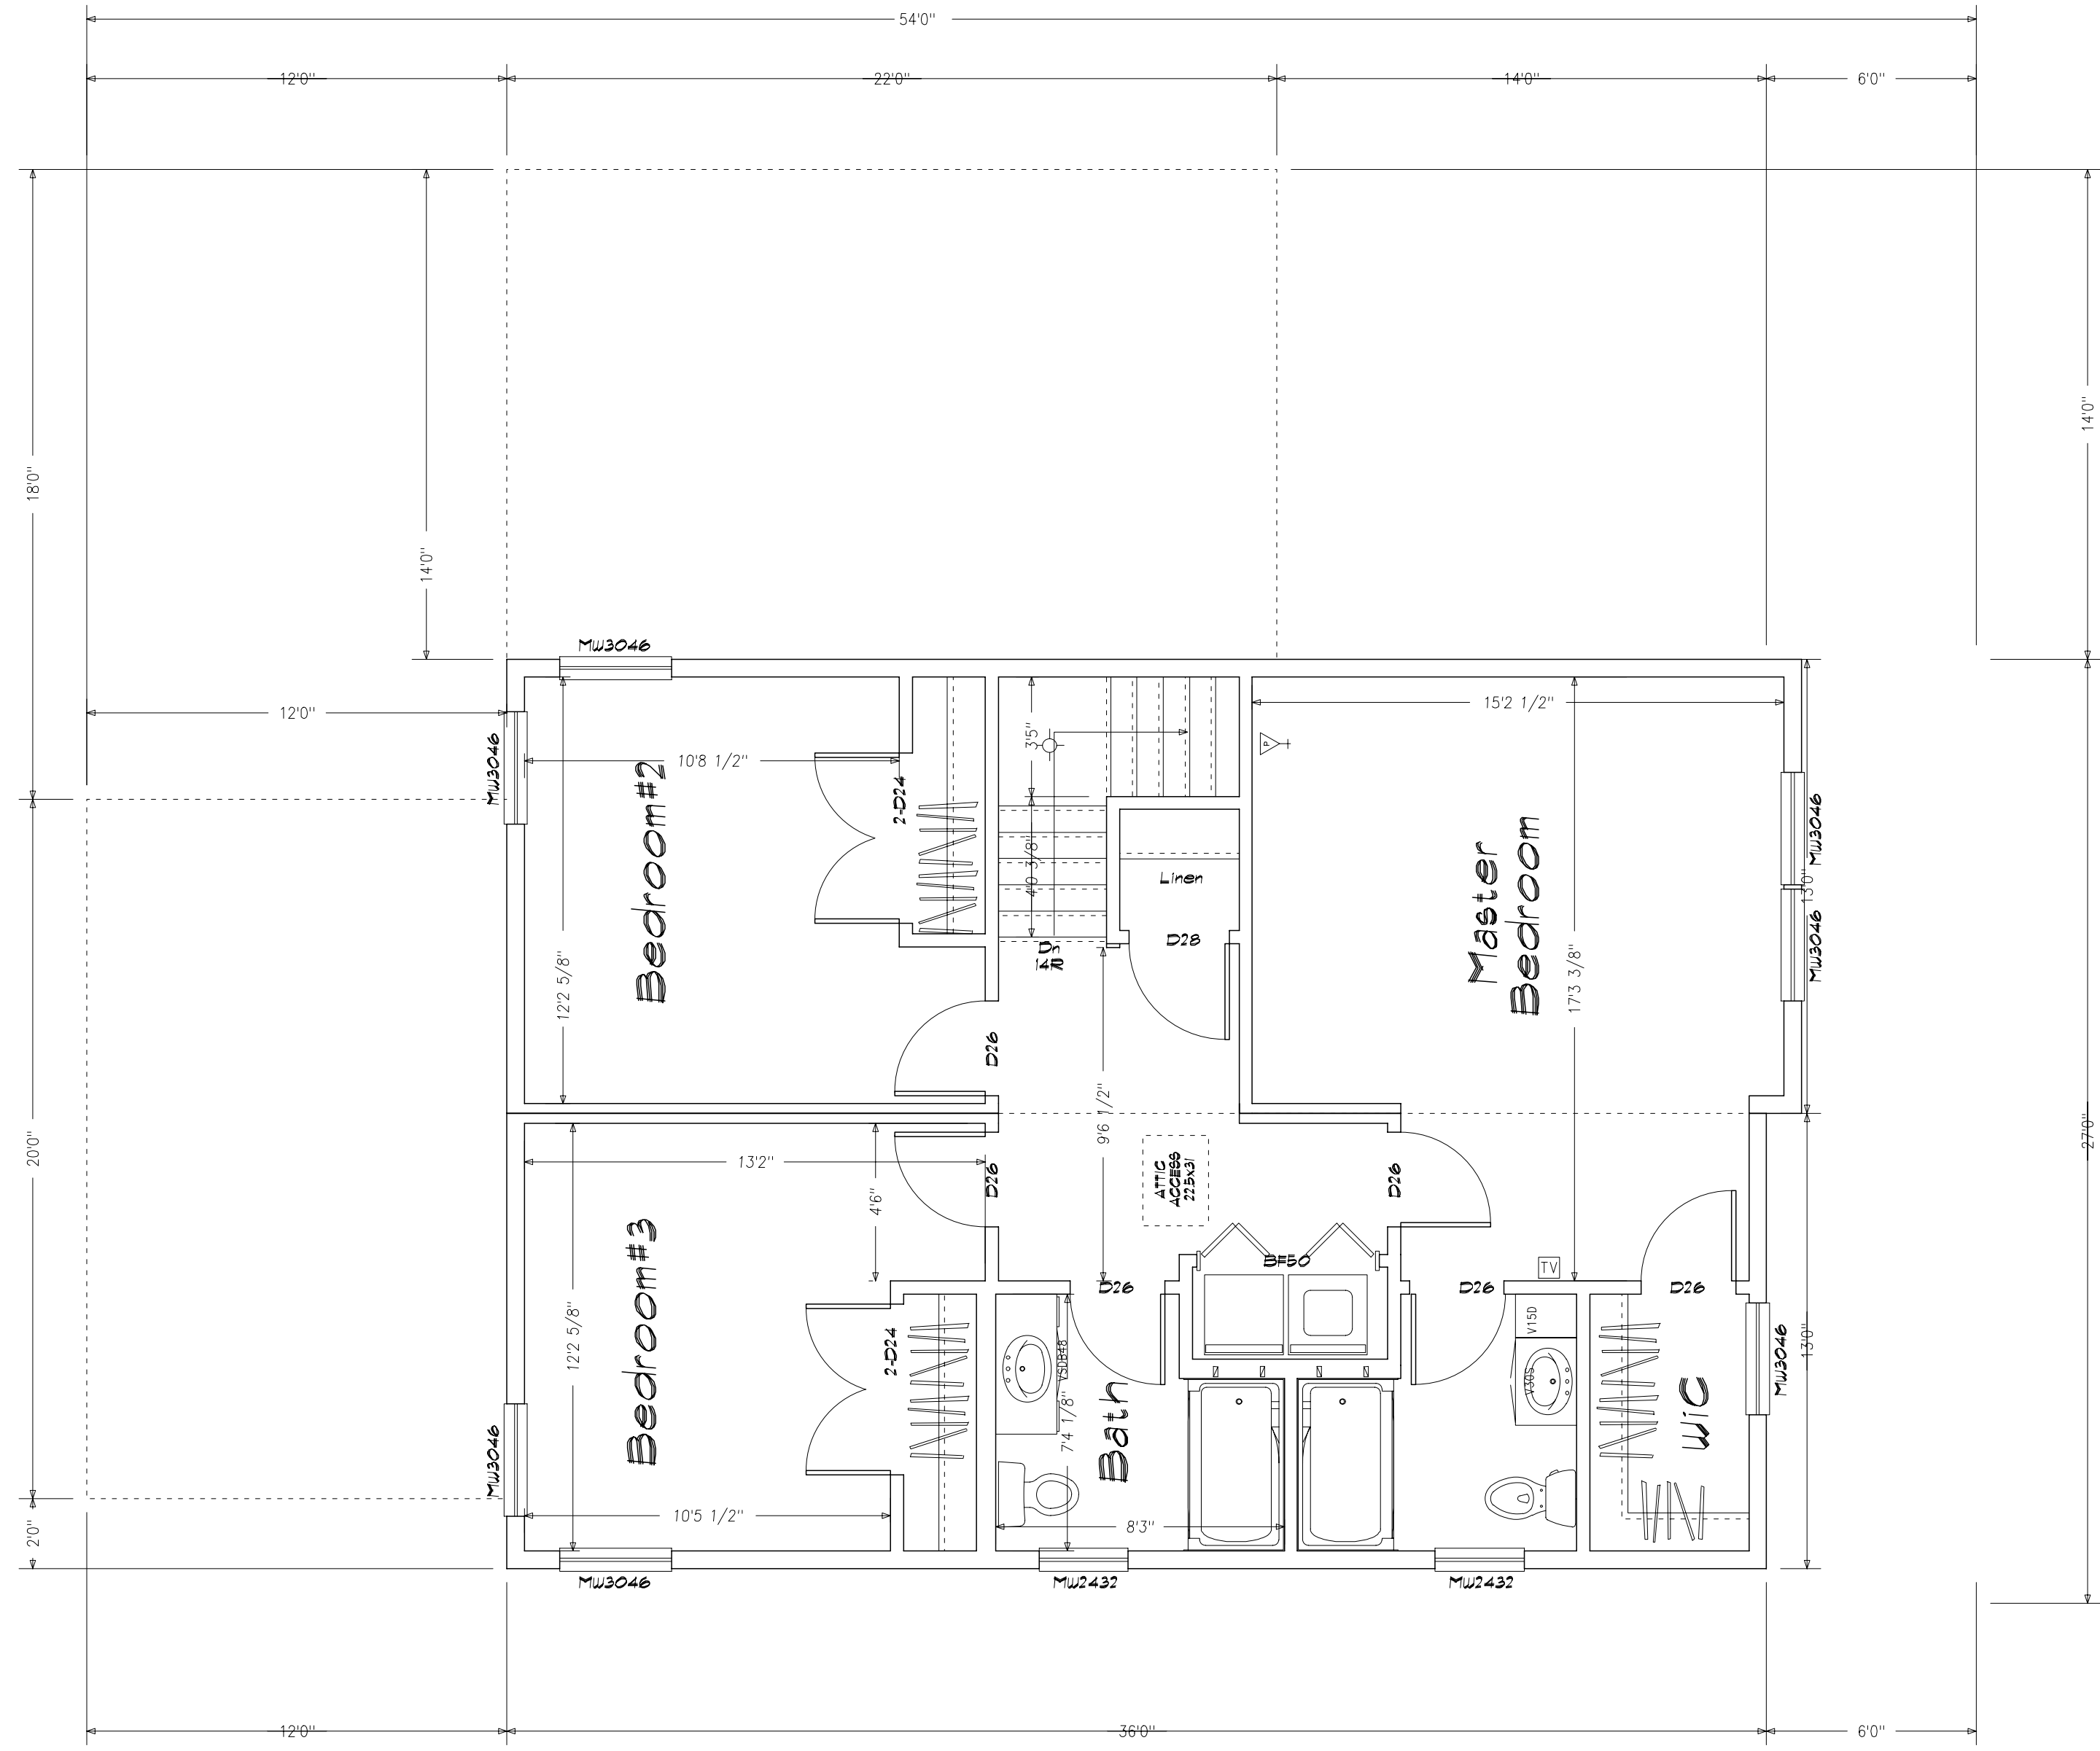 54'0"
12'0"
22'0"
14'0"
6'0"
18'0"
14'0"
14'0"
12'0"
MW3046
MW3046
10'8 1/2"
Bedroom#2
12'2 5/8"
2-D24
3'5"
4'0 3/8"
Linen
D28
P
15'2 1/2"
Master
Bedroom
17'3 3/8"
MW3046
13'0"
MW3046
D26
9'6 1/2"
20'0"
27'0"
13'2"
4'6"
D26
ATTIC
ACCESS
22.5x31
D26
BF50
TV
D26
D26
D26
Bedroom#3
12'2 5/8"
2-D24
VSDB48
7'4 1/8"
Bath
V15D
V30S
WIC
MW3046
13'0"
MW3046
10'5 1/2"
8'3"
2'0"
MW3046
MW2432
MW2432
12'0"
36'0"
6'0"